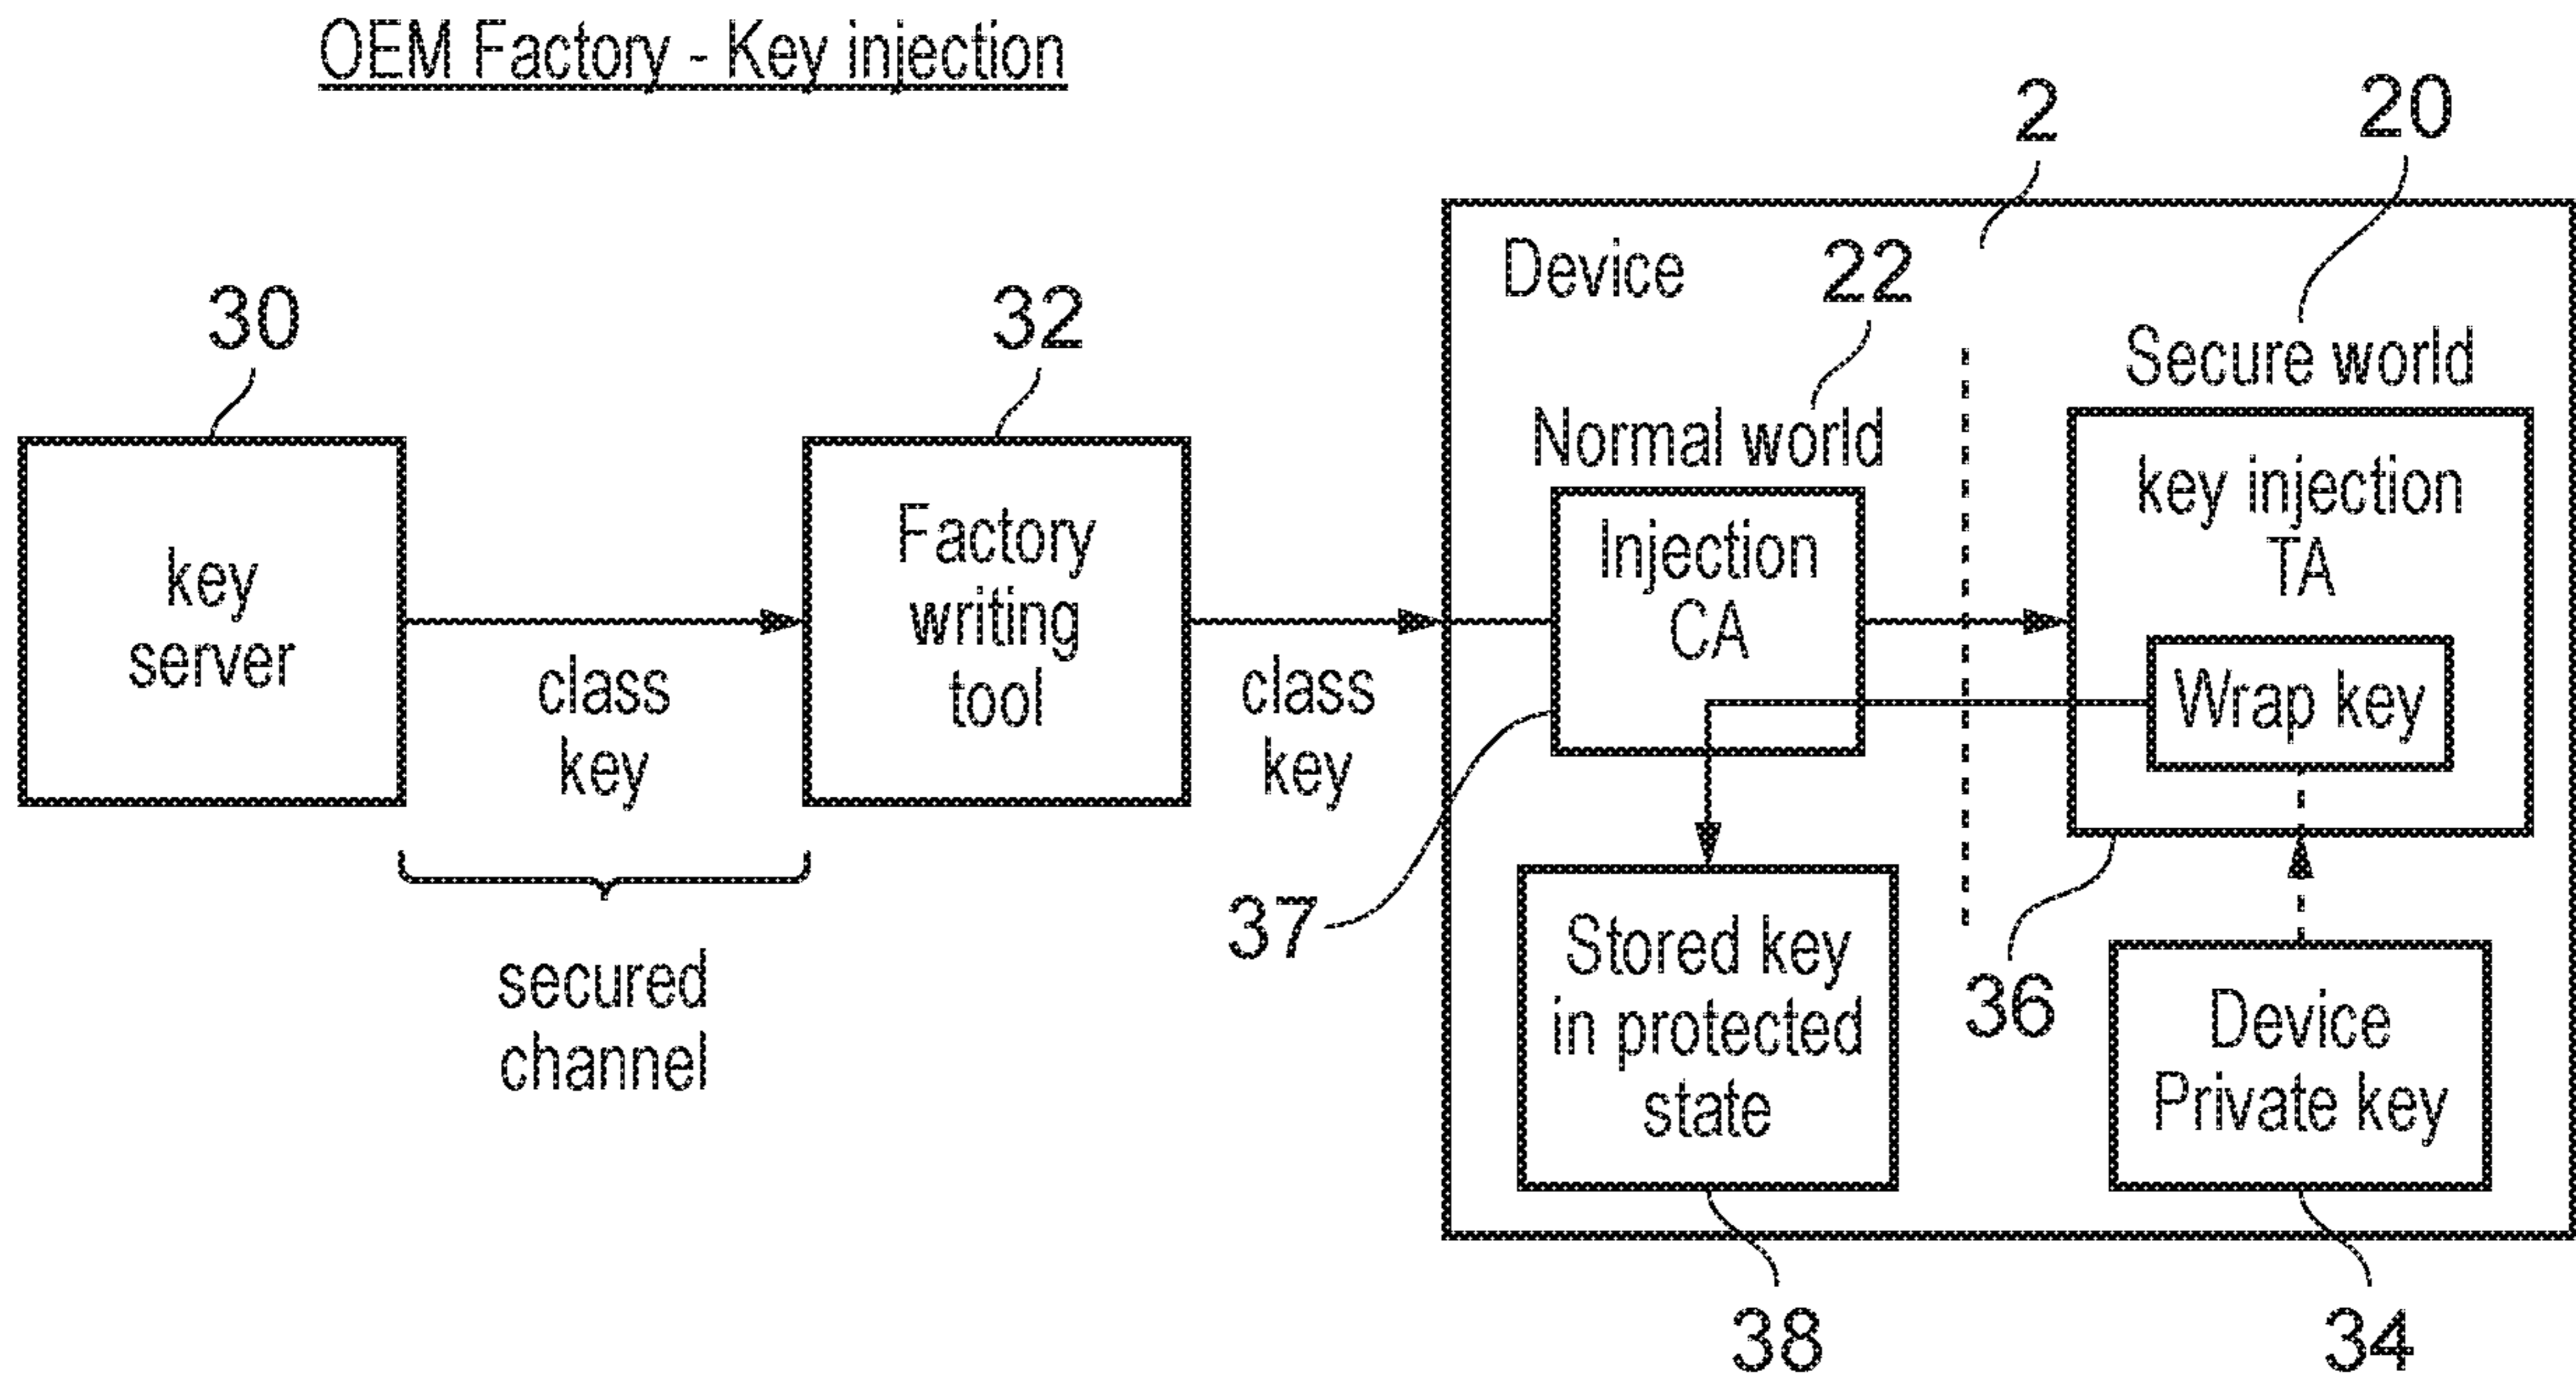 OEM Factory - Key injection
2
20
Device
22
30
32
Secure world
Normal world
key
server
class
key
secured
channel
Factory
writing
tool
class
key
Injection
CA
key injection
TA
Wrap key
37
Stored key
in protected
state
36
Device
Private key
38
34